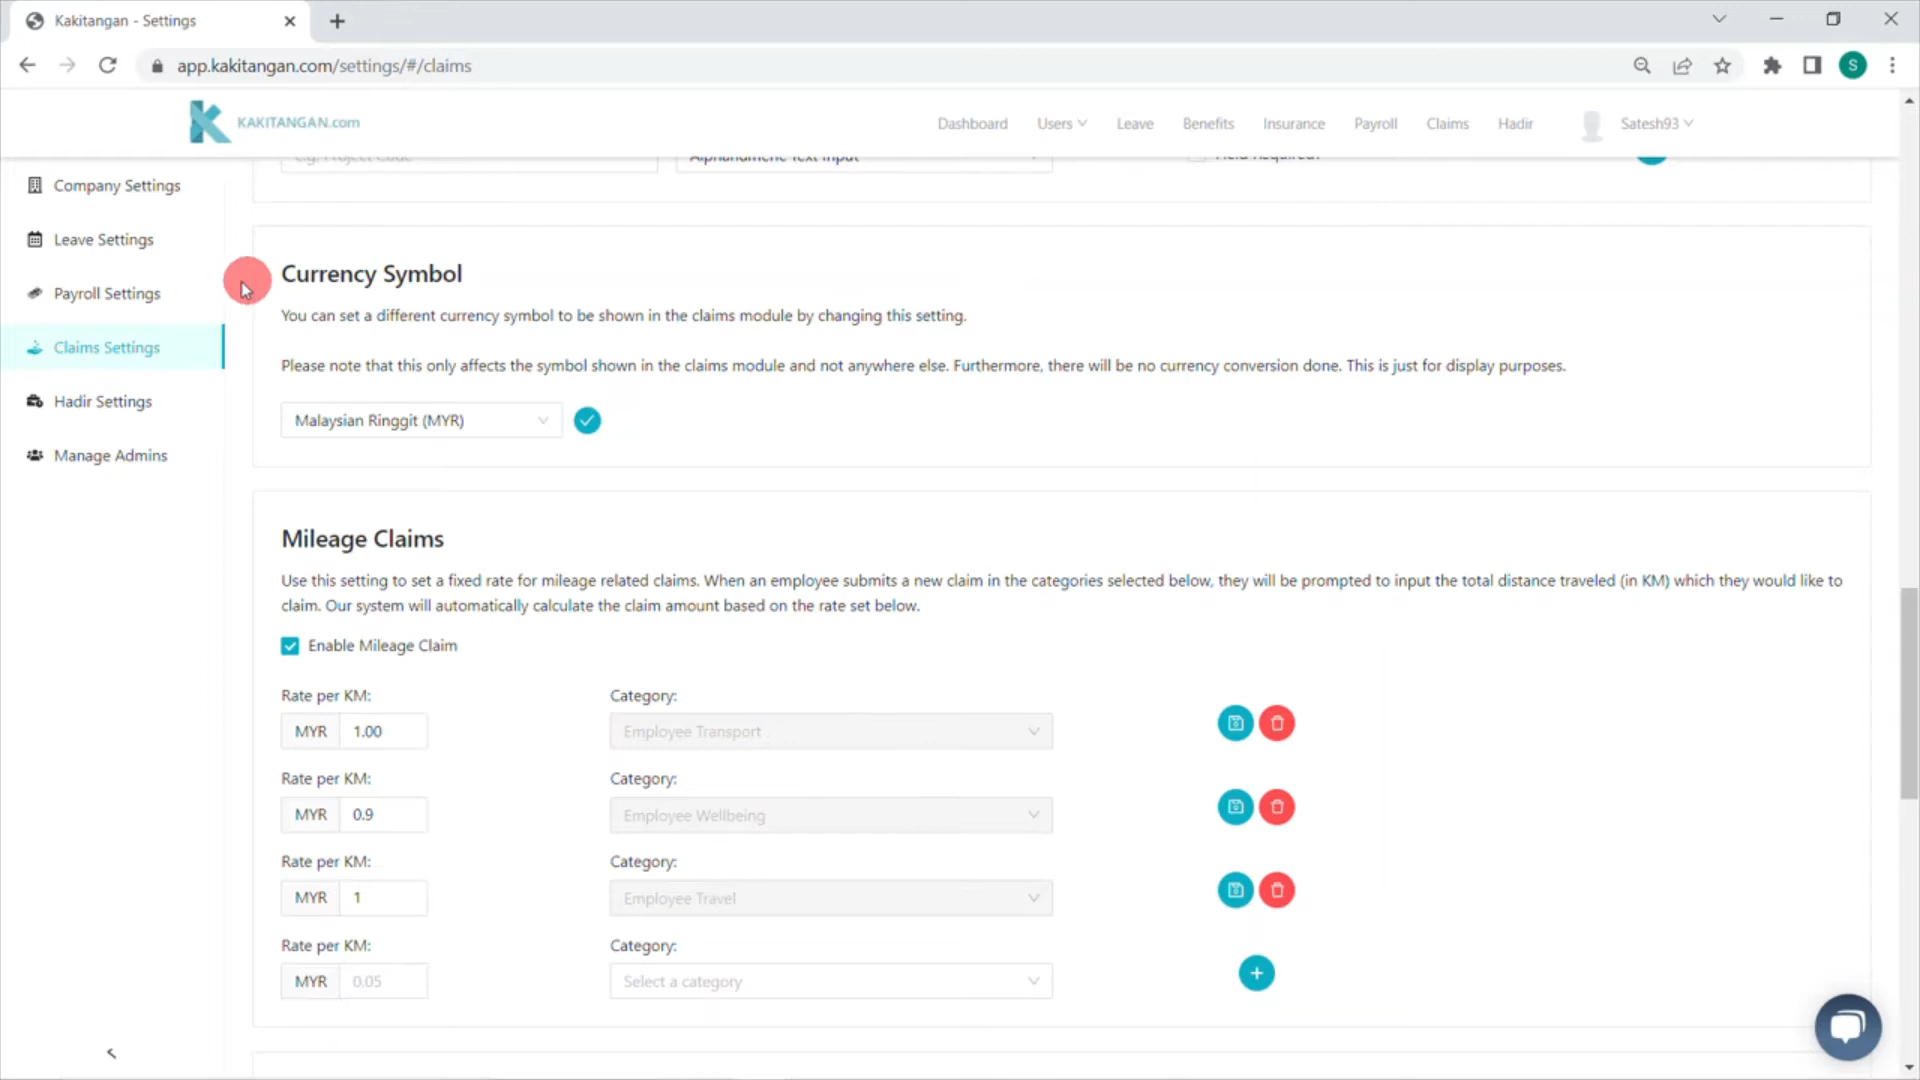 Kakitangan - Settings
app.kakitangan.com/settings/#/claims
S
KAKITANGAN.com
Dashboard
Users
Leave
Benefits
Insurance
Payroll
Claims
Hadir
Satesh93
e.g. Project Code
Alphanumeric Text Input
Company Settings
Leave Settings
Payroll Settings
Claims Settings
Hadir Settings
Manage Admins
Currency Symbol
You can set a different currency symbol to be shown in the claims module by changing this setting.
Please note that this only affects the symbol shown in the claims module and not anywhere else. Furthermore, there will be no currency conversion done. This is just for display purposes.
Malaysian Ringgit (MYR)
Mileage Claims
Use this setting to set a fixed rate for mileage related claims. When an employee submits a new claim in the categories selected below, they will be prompted to input the total distance traveled (in KM) which they would like to
claim. Our system will automatically calculate the claim amount based on the rate set below.
Enable Mileage Claim
Rate per KM: Category:
MYR 1.00 Employee Transport
Rate per KM: Category:
MYR 0.9 Employee Wellbeing
Rate per KM: Category:
MYR 1 Employee Travel
Rate per KM: Category:
MYR 0.05 Select a category